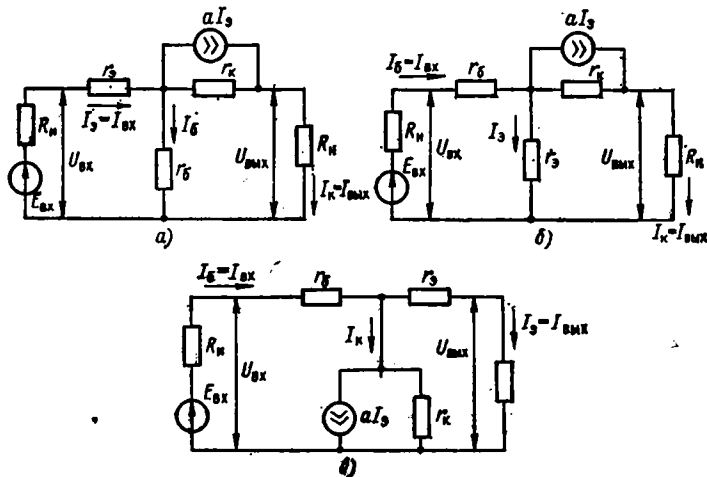 aIэ
rэ
rк
Iэ=Iвх
Iб
Rи
Uвх
rб
Uвых
Rн
Eвх
Iк=Iвых
а)
aIэ
Iб=Iвх
rб
rк
Rи
Uвх
Iэ
rэ
Uвых
Rн
Eвх
Iк=Iвых
б)
Iб=Iвх
rб
rэ
Iк
Iэ=Iвых
Rи
Uвх
Uвых
Eвх
aIэ
rк
в)